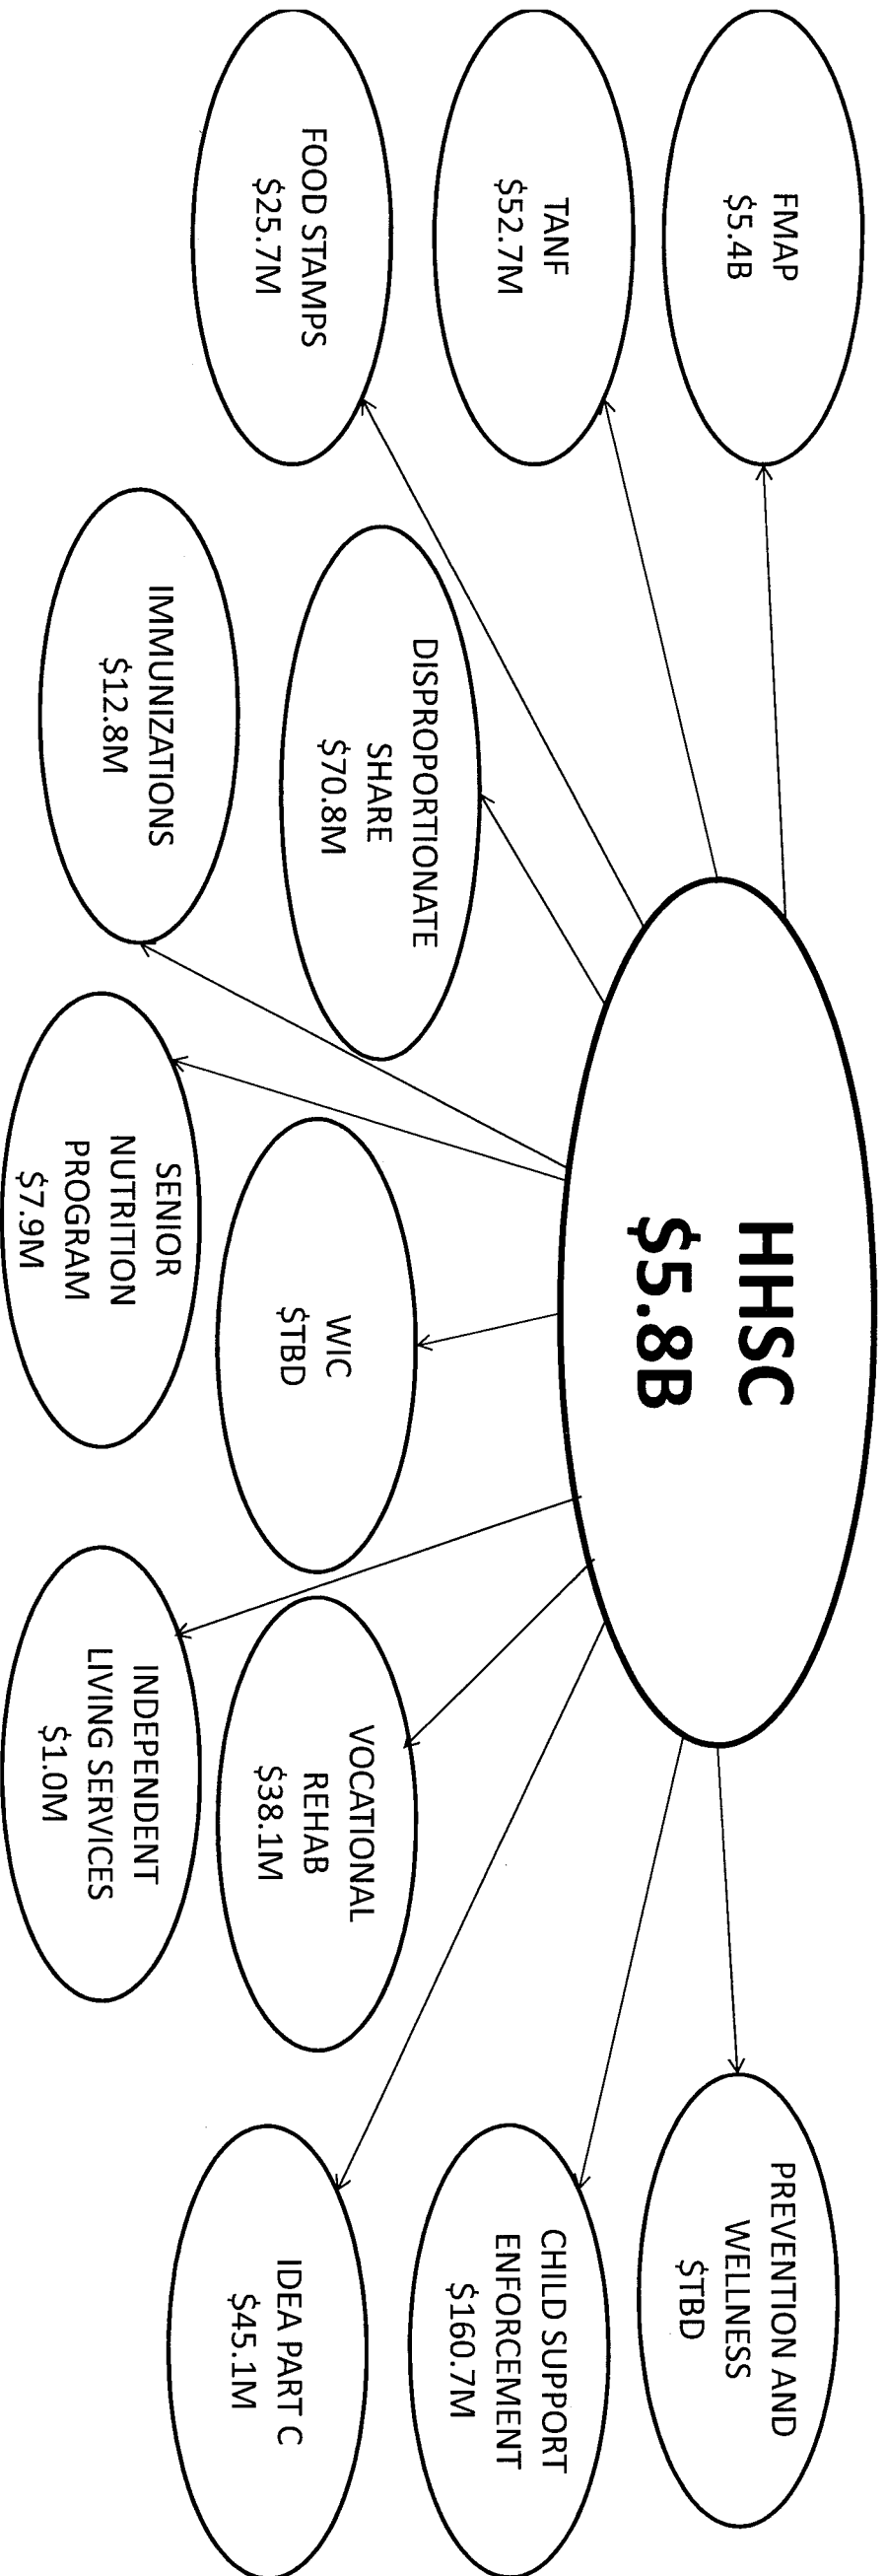 HHSC
$5.8B
FMAP
$5.4B
TANF
$52.7M
FOOD STAMPS
$25.7M
DISPROPORTIONATE
SHARE
$70.8M
IMMUNIZATIONS
$12.8M
SENIOR
NUTRITION
PROGRAM
$7.9M
WIC
$TBD
INDEPENDENT
LIVING SERVICES
$1.0M
VOCATIONAL
REHAB
$38.1M
IDEA PART C
$45.1M
CHILD SUPPORT
ENFORCEMENT
$160.7M
PREVENTION AND
WELLNESS
$TBD